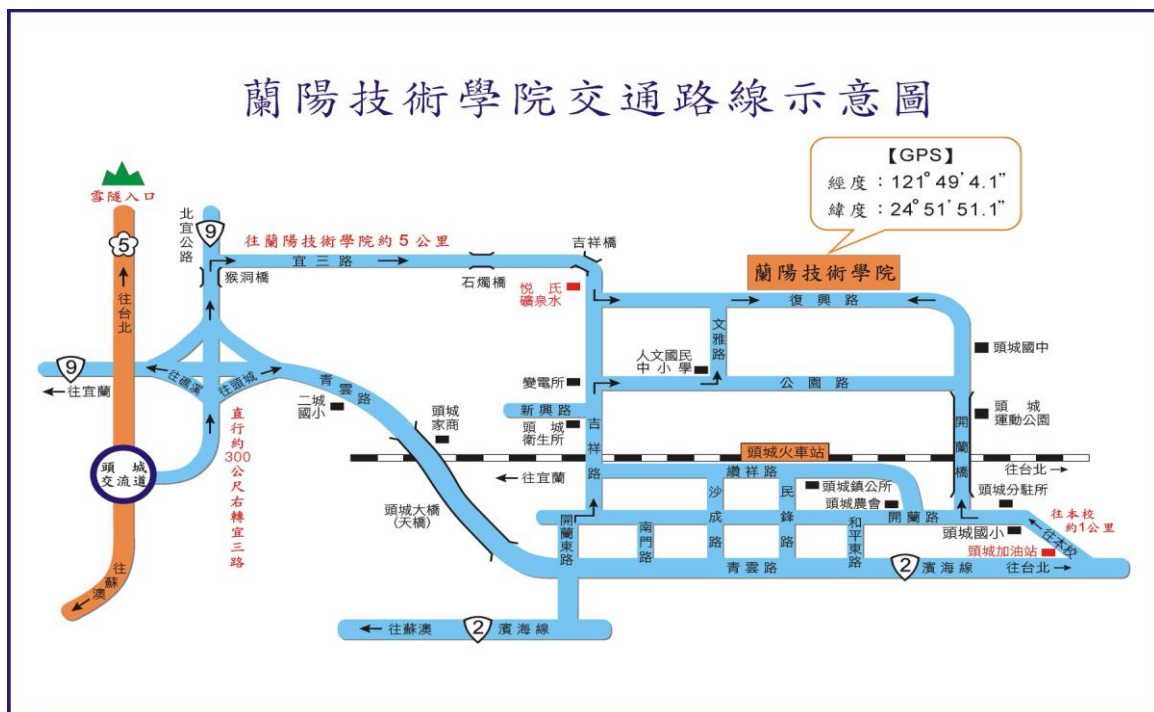 蘭陽技術學院交通路線示意圖
【GPS】
經度：121°49'4.1”
緯度：24°51'51.1”
雪隧入口
5
往台北
北宜公路
9
往蘭陽技術學院約 5 公里
宜三路
猴洞橋
石燭橋
吉祥橋
悦氏
礦泉水
蘭陽技術學院
復興路
文雅路
人文國民
中小學
頭城國中
9
往宜蘭
往礁溪
往頭城
青雲路
二城
國小
變電所
公園路
新興路
頭城
衛生所
頭城
運動公園
頭城
家商
吉祥路
開蘭橋
直行約300公尺右轉宜三路
頭城
交流道
頭城火車站
往宜蘭
纘祥路
往台北
沙成路
民鋒路
頭城鎮公所
頭城農會
頭城分駐所
頭城大橋
(天橋)
開蘭東路
南門路
和平東路
開蘭路
頭城國小
往本校
約1公里
往本校
頭城加油站
青雲路
2
濱海線
往台北
往蘇澳
往蘇澳
2
濱海線